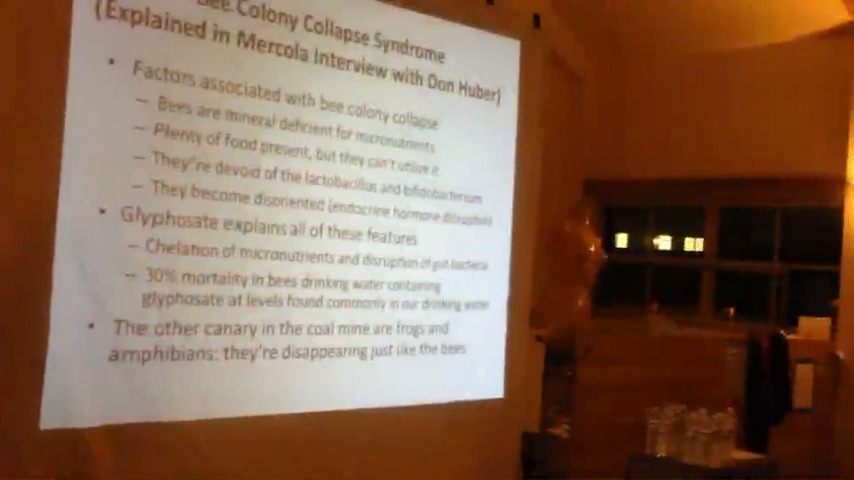 Bee Colony Collapse Syndrome
(Explained in Mercola Interview with Don Huber)
• Factors associated with bee colony collapse
– Bees are mineral deficient for micronutrients
– Plenty of food present, but they can't utilize it
– They're devoid of the lactobacillus and bifidobacterium
– They become disoriented (endocrine hormone disruption)
• Glyphosate explains all of these features
– Chelation of micronutrients and disruption of gut bacteria
– 30% mortality in bees drinking water containing
glyphosate at levels found commonly in our drinking water
• The other canary in the coal mine are frogs and
amphibians: they're disappearing just like the bees